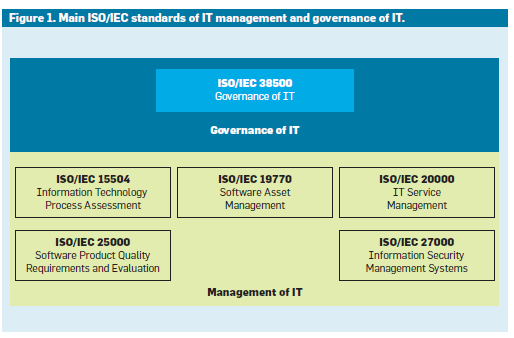 Figure 1. Main ISO/IEC standards of IT management and governance of IT.
ISO/IEC 38500
Governance of IT
Governance of IT
ISO/IEC 15504
Information Technology
Process Assessment
ISO/IEC 19770
Software Asset
Management
ISO/IEC 20000
IT Service
Management
ISO/IEC 25000
Software Product Quality
Requirements and Evaluation
ISO/IEC 27000
Information Security
Management Systems
Management of IT